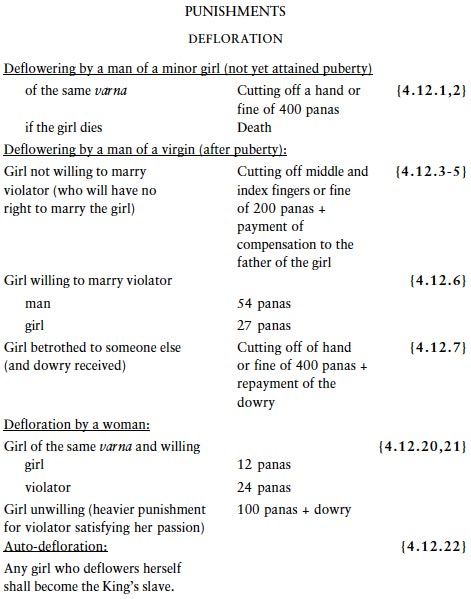 PUNISHMENTS
DEFLORATION
Deflowering by a man of a minor girl (not yet attained puberty)
of the same varna Cutting off a hand or {4.12.1,2}
fine of 400 panas
if the girl dies Death
Deflowering by a man of a virgin (after puberty):
Girl not willing to marry Cutting off middle and {4.12.3-5}
violator (who will have no index fingers or fine
right to marry the girl) of 200 panas +
payment of
compensation to the
father of the girl
Girl willing to marry violator {4.12.6}
man 54 panas
girl 27 panas
Girl betrothed to someone else Cutting off of hand {4.12.7}
(and dowry received) or fine of 400 panas +
repayment of the
dowry
Defloration by a woman:
Girl of the same varna and willing {4.12.20,21}
girl 12 panas
violator 24 panas
Girl unwilling (heavier punishment 100 panas + dowry
for violator satisfying her passion)
Auto-defloration: {4.12.22}
Any girl who deflowers herself
shall become the King's slave.